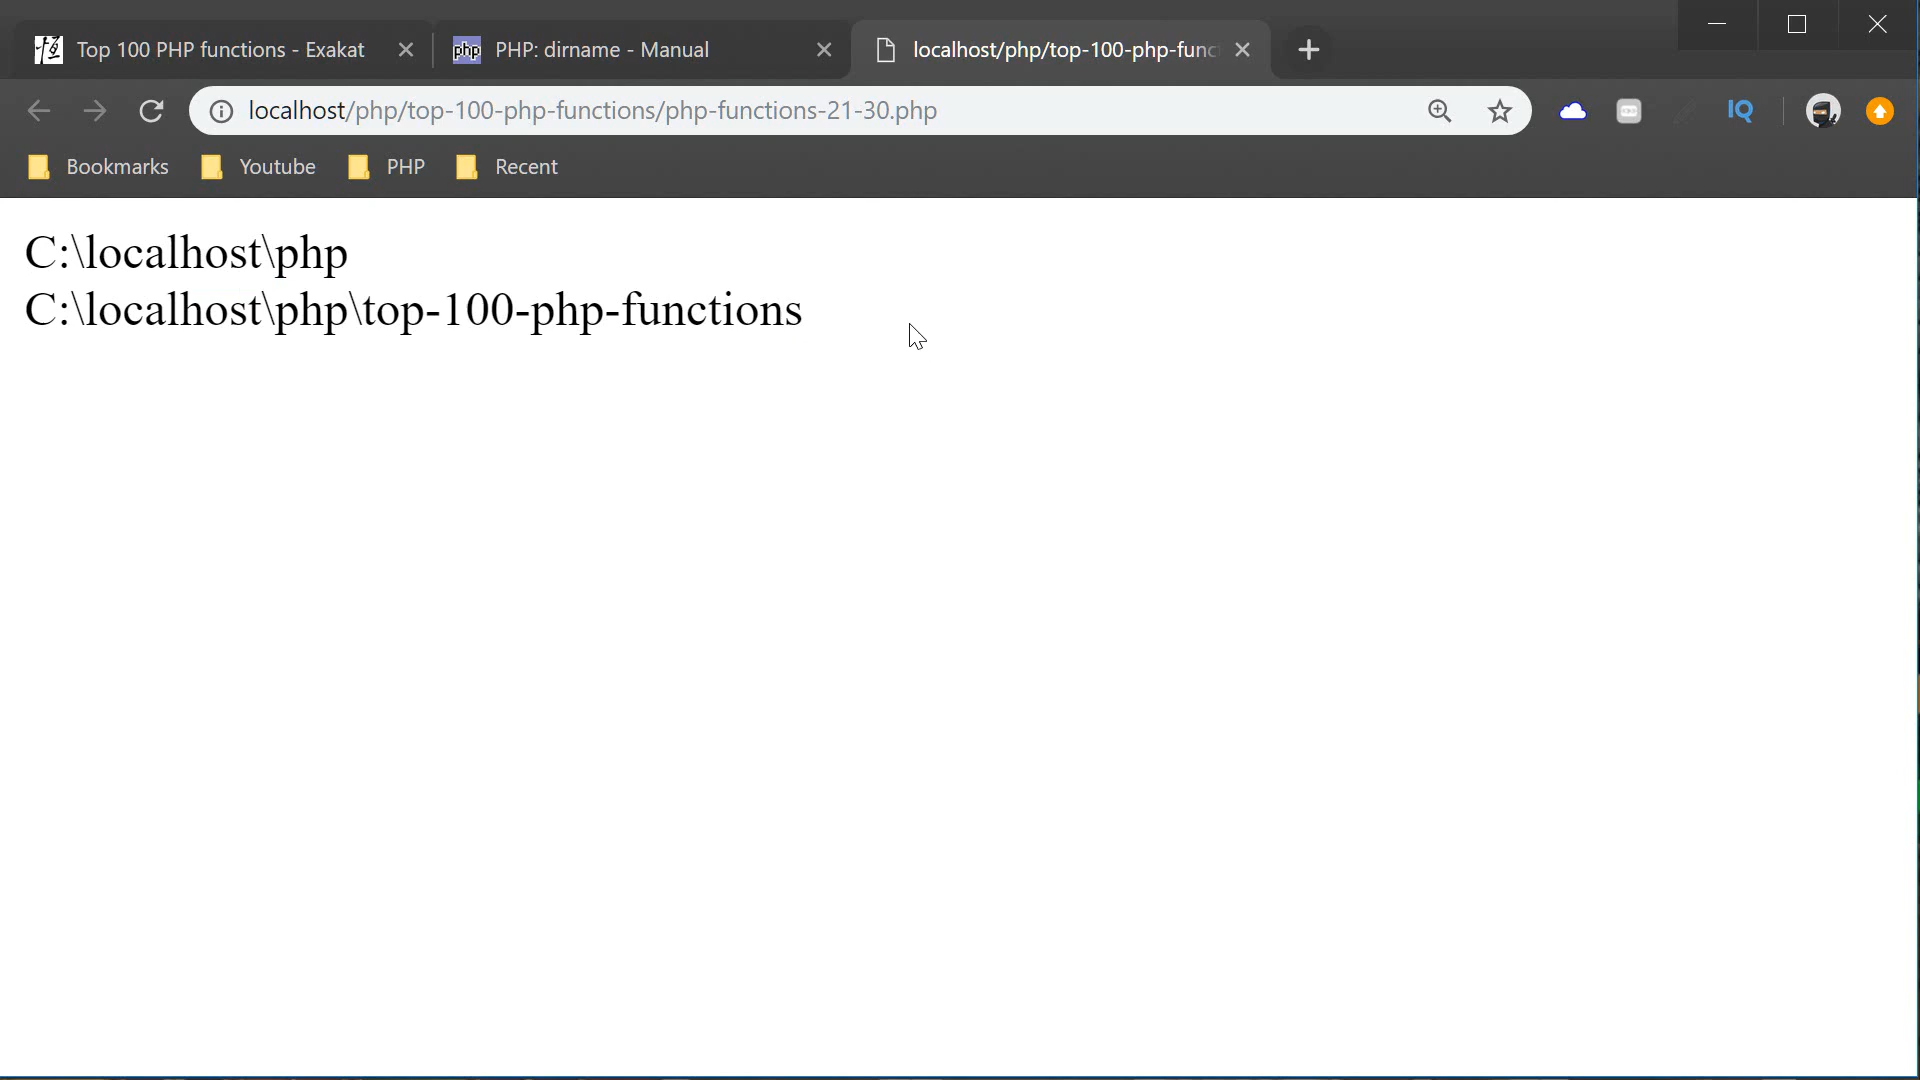 Top 100 PHP functions - Exakat
php PHP: dirname - Manual
localhost/php/top-100-php-func
localhost/php/top-100-php-functions/php-functions-21-30.php
IQ
Bookmarks
Youtube
PHP
Recent
C:\localhost\php
C:\localhost\php\top-100-php-functions